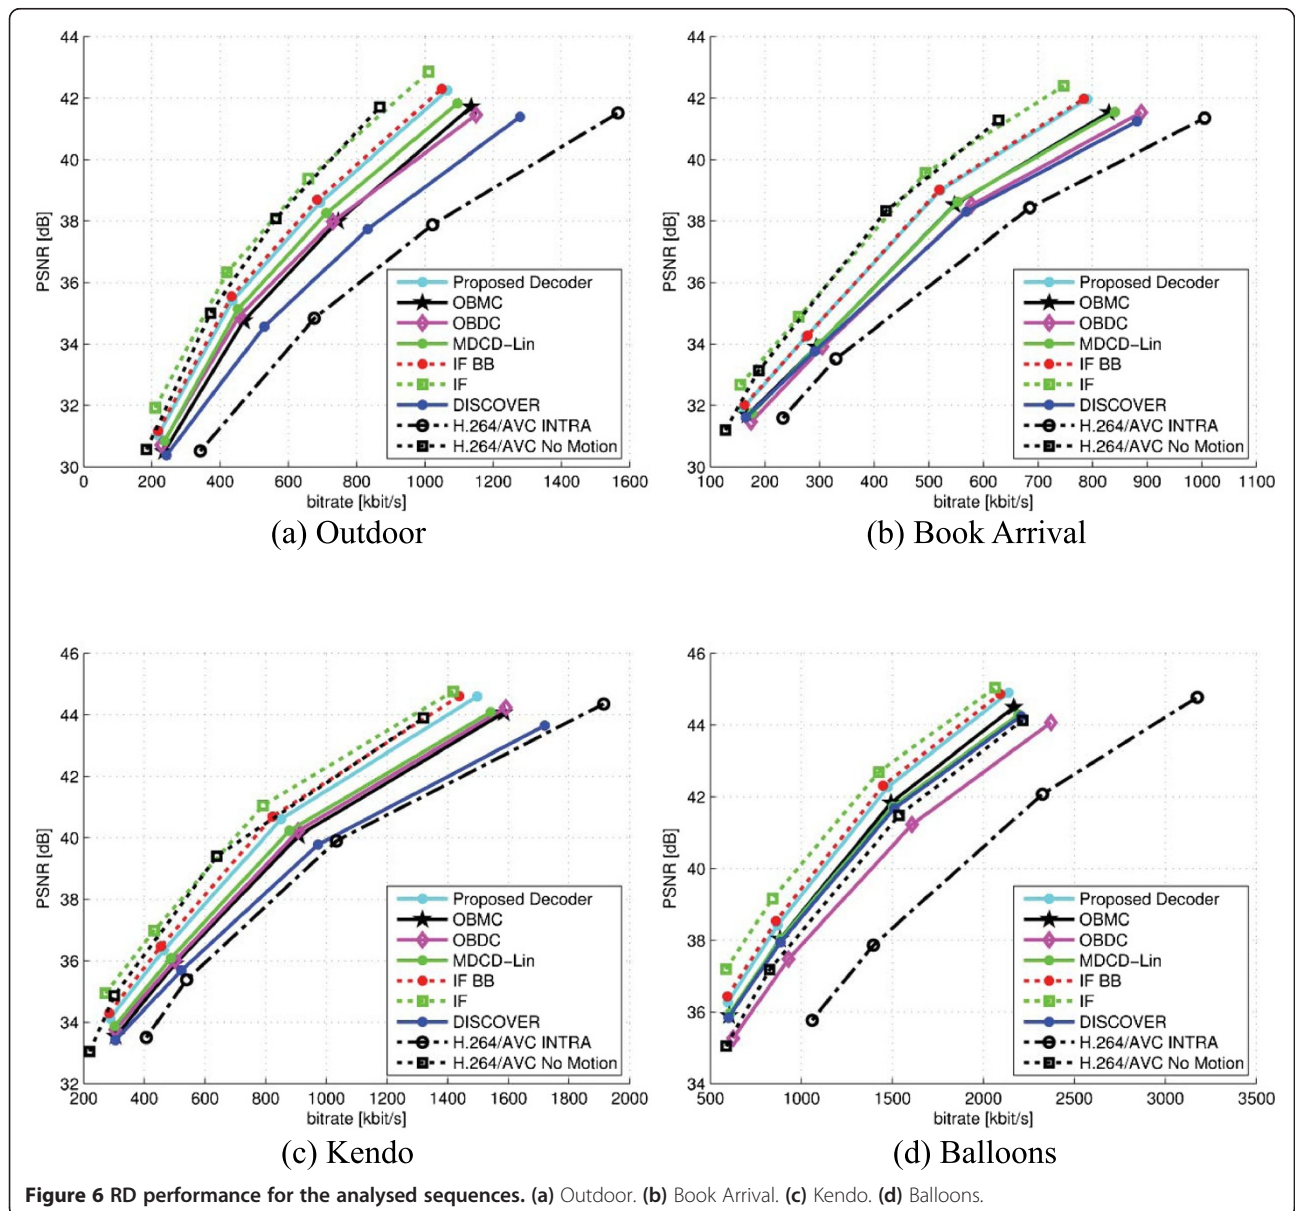 44
42
40
38
36
34
32
30
PSNR [dB]
0 200 400 600 800 1000 1200 1400 1600
bitrate [kbit/s]
Proposed Decoder
OBMC
OBDC
MDCD-Lin
IF BB
IF
DISCOVER
H.264/AVC INTRA
H.264/AVC No Motion
(a) Outdoor
44
42
40
38
36
34
32
30
PSNR [dB]
100 200 300 400 500 600 700 800 900 1000 1100
bitrate [kbit/s]
Proposed Decoder
OBMC
OBDC
MDCD-Lin
IF BB
IF
DISCOVER
H.264/AVC INTRA
H.264/AVC No Motion
(b) Book Arrival
46
44
42
40
38
36
34
32
PSNR [dB]
200 400 600 800 1000 1200 1400 1600 1800 2000
bitrate [kbit/s]
Proposed Decoder
OBMC
OBDC
MDCD-Lin
IF BB
IF
DISCOVER
H.264/AVC INTRA
H.264/AVC No Motion
(c) Kendo
46
44
42
40
38
36
34
PSNR [dB]
500 1000 1500 2000 2500 3000 3500
bitrate [kbit/s]
Proposed Decoder
OBMC
OBDC
MDCD-Lin
IF BB
IF
DISCOVER
H.264/AVC INTRA
H.264/AVC No Motion
(d) Balloons
Figure 6 RD performance for the analysed sequences. (a) Outdoor. (b) Book Arrival. (c) Kendo. (d) Balloons.